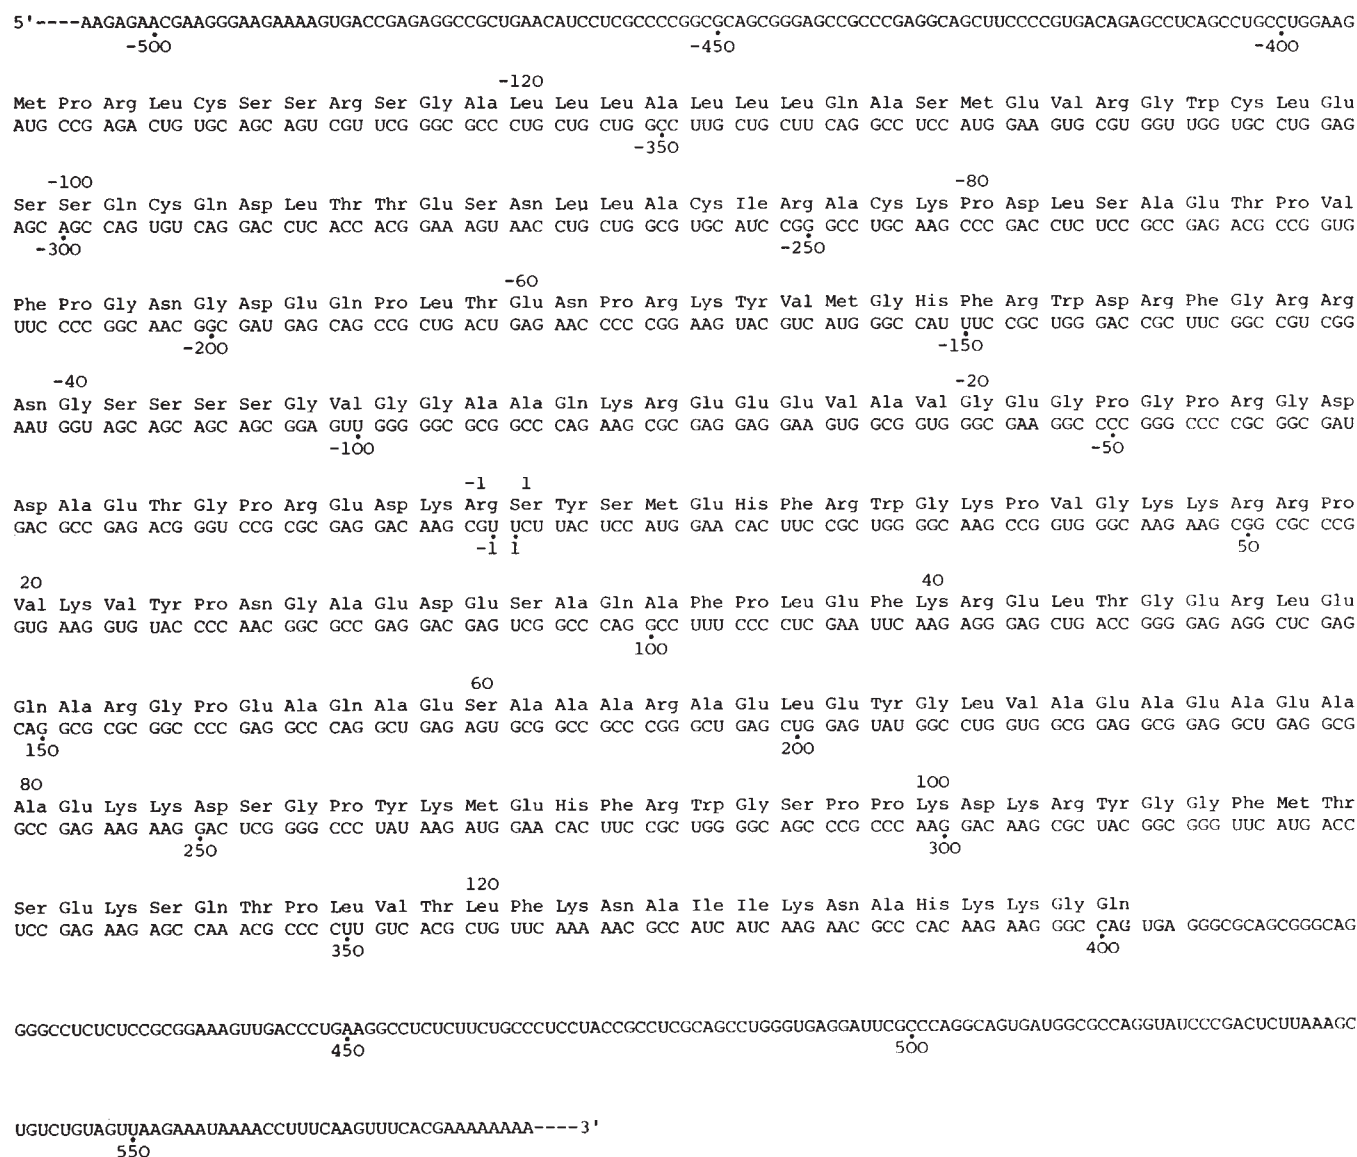 5'----AAGAGAACGAAGGGAAGAAAAGUGACCGAGAGGCCGCUGAACAUCCUCGCCCCGGCGCAGCGGGAGCCGCCCGAGGCAGCUUCCCCGUGACAGAGCCUCAGCCUGCCUGGAAG
-500 -450 -400
-120
Met Pro Arg Leu Cys Ser Ser Arg Ser Gly Ala Leu Leu Leu Ala Leu Leu Leu Gln Ala Ser Met Glu Val Arg Gly Trp Cys Leu Glu
AUG CCG AGA CUG UGC AGC AGU CGU UCG GGC GCC CUG CUG CUG GCC UUG CUG CUU CAG GCC UCC AUG GAA GUG CGU GGU UGG UGC CUG GAG
-350
-100 -80
Ser Ser Gln Cys Gln Asp Leu Thr Thr Glu Ser Asn Leu Leu Ala Cys Ile Arg Ala Cys Lys Pro Asp Leu Ser Ala Glu Thr Pro Val
AGC AGC CAG UGU CAG GAC CUC ACC ACG GAA AGU AAC CUG CUG GCG UGC AUC CGG GCC UGC AAG CCC GAC CUC UCC GCC GAG ACG CCG GUG
-300 -250
-60
Phe Pro Gly Asn Gly Asp Glu Gln Pro Leu Thr Glu Asn Pro Arg Lys Tyr Val Met Gly His Phe Arg Trp Asp Arg Phe Gly Arg Arg
UUC CCC GGC AAC GGC GAU GAG CAG CCG CUG ACU GAG AAC CCC CGG AAG UAC GUC AUG GGC CAU UUC CGC UGG GAC CGC UUC GGC CGU CGG
-200 -150
-40 -20
Asn Gly Ser Ser Ser Ser Gly Val Gly Gly Ala Ala Gln Lys Arg Glu Glu Glu Val Ala Val Gly Glu Gly Pro Gly Pro Arg Gly Asp
AAU GGU AGC AGC AGC AGC GGA GUU GGG GGC GCG GCC CAG AAG CGC GAG GAG GAA GUG GCG GUG GGC GAA GGC CCC GGG CCC CGC GGC GAU
-100 -50
-1 1
Asp Ala Glu Thr Gly Pro Arg Glu Asp Lys Arg Ser Tyr Ser Met Glu His Phe Arg Trp Gly Lys Pro Val Gly Lys Lys Arg Arg Pro
GAC GCC GAG ACG GGU CCG CGC GAG GAC AAG CGU UCU UAC UCC AUG GAA CAC UUC CGC UGG GGC AAG CCG GUG GGC AAG AAG CGG CGC CCG
-1 1 50
20 40
Val Lys Val Tyr Pro Asn Gly Ala Glu Asp Glu Ser Ala Gln Ala Phe Pro Leu Glu Phe Lys Arg Glu Leu Thr Gly Glu Arg Leu Glu
GUG AAG GUG UAC CCC AAC GGC GCC GAG GAC GAG UCG GCC CAG GCC UUU CCC CUC GAA UUC AAG AGG GAG CUG ACC GGG GAG AGG CUC GAG
100
60
Gln Ala Arg Gly Pro Glu Ala Gln Ala Glu Ser Ala Ala Ala Arg Ala Glu Leu Glu Tyr Gly Leu Val Ala Glu Ala Glu Ala Glu Ala
CAG GCG CGC GGC CCC GAG GCC CAG GCU GAG AGU GCG GCC GCC CGG GCU GAG CUG GAG UAU GGC CUG GUG GCG GAG GCG GAG GCU GAG GCG
150 200
80 100
Ala Glu Lys Lys Asp Ser Gly Pro Tyr Lys Met Glu His Phe Arg Trp Gly Ser Pro Pro Lys Asp Lys Arg Tyr Gly Gly Phe Met Thr
GCC GAG AAG AAG GAC UCG GGG CCC UAU AAG AUG GAA CAC UUC CGC UGG GGC AGC CCG CCC AAG GAC AAG CGC UAC GGC GGG UUC AUG ACC
250 300
120
Ser Glu Lys Ser Gln Thr Pro Leu Val Thr Leu Phe Lys Asn Ala Ile Ile Lys Asn Ala His Lys Lys Gly Gln
UCC GAG AAG AGC CAA ACG CCC CUU GUC ACG CUG UUC AAA AAC GCC AUC AUC AAG AAC GCC CAC AAG AAG GGC CAG UGA GGGCGCAGCGGGCAG
350 400
GGGCCUCUCUCCGCGGAAAGUUGACCCUGAAGGCCUCUCUUCUGCCCUCCUACCGCCUCGCAGCCUGGGUGAGGAUUCGCCCAGGCAGUGAUGGCGCCAGGUAUCCCGACUCUUAAAGC
450 500
UGUCUGUAGUUAAGAAAUAAAACCUUUCAAGUUUCACGAAAAAAAA----3'
550